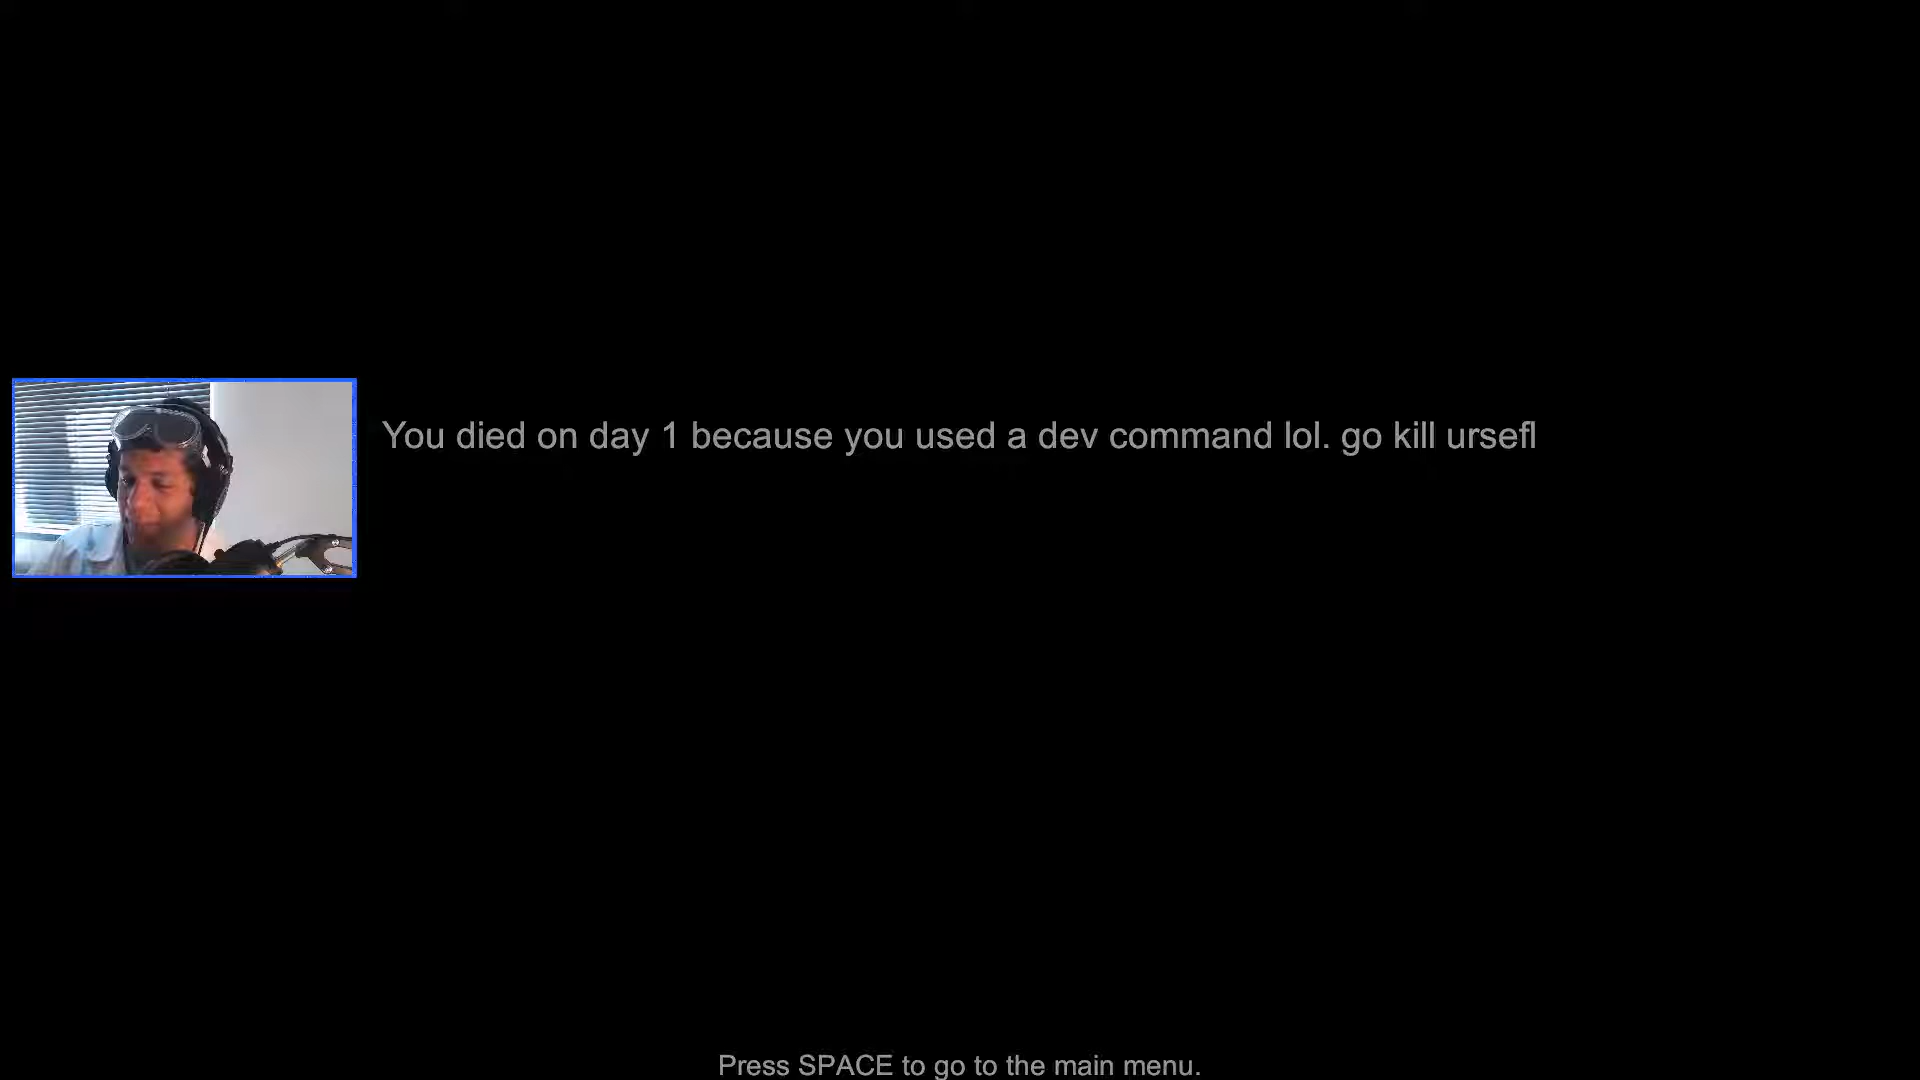 You died on day 1 because you used a dev command lol. go kill ursefl
Press SPACE to go to the main menu.